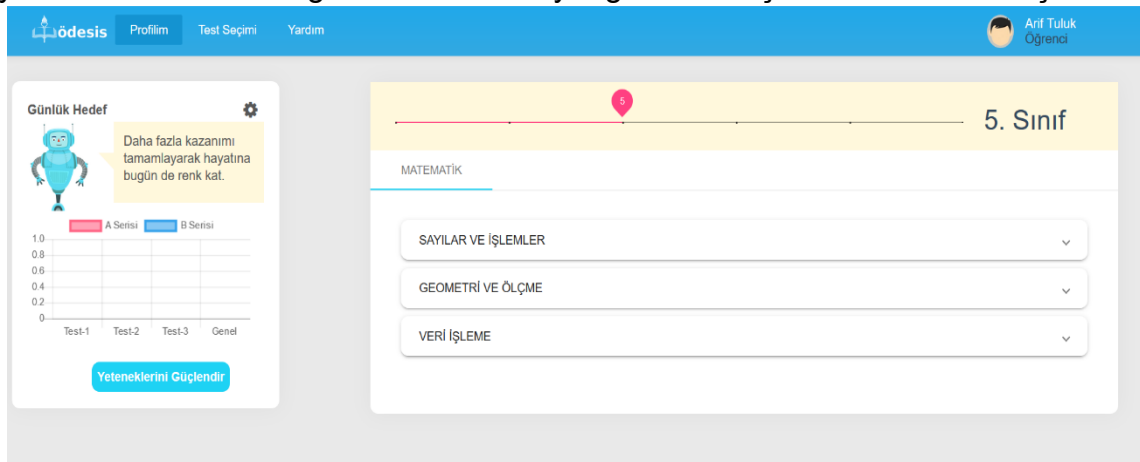 ödesis
Profilim
Test Seçimi
Yardım
Arif Tuluk
Öğrenci
Günlük Hedef
Daha fazla kazanımı
tamamlayarak hayatına
bugün de renk kat.
A Serisi
B Serisi
1.0
0.8
0.6
0.4
0.2
0
Test-1
Test-2
Test-3
Genel
Yeteneklerini Güçlendir
5
5. Sınıf
MATEMATİK
SAYILAR VE İŞLEMLER
GEOMETRİ VE ÖLÇME
VERİ İŞLEME